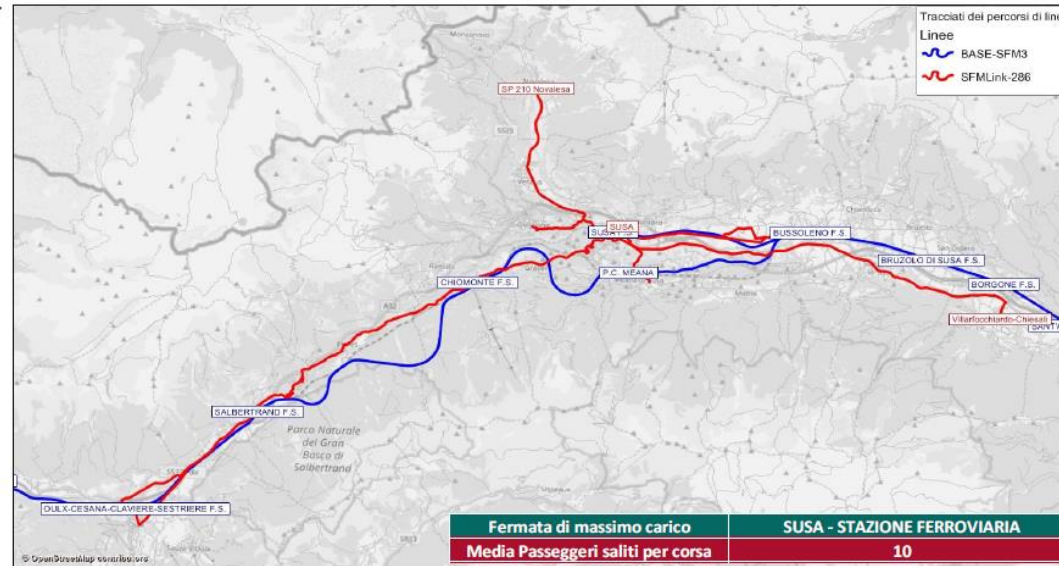 Tracciati dei percorsi di line
Linee
BASE-SFM3
SFMLink-286
SP 210 Novalesa
SUSA
SUSA F.S.
BUSSOLENO F.S.
BRUZOLO DI SUSA F.S.
P.C. MEANA
CHIOMONTE F.S.
BORGONE F.S.
Villarfocchiardo-Chiesali
SALBERTRAND F.S.
Parco Naturale
del Gran
Bosco di
Salbertrand
OULX-CESANA-CLAVIERE-SESTRIERE F.S.
Fermata di massimo carico SUSA - STAZIONE FERROVIARIA
Media Passeggeri saliti per corsa 10
© OpenStreetMap contributors